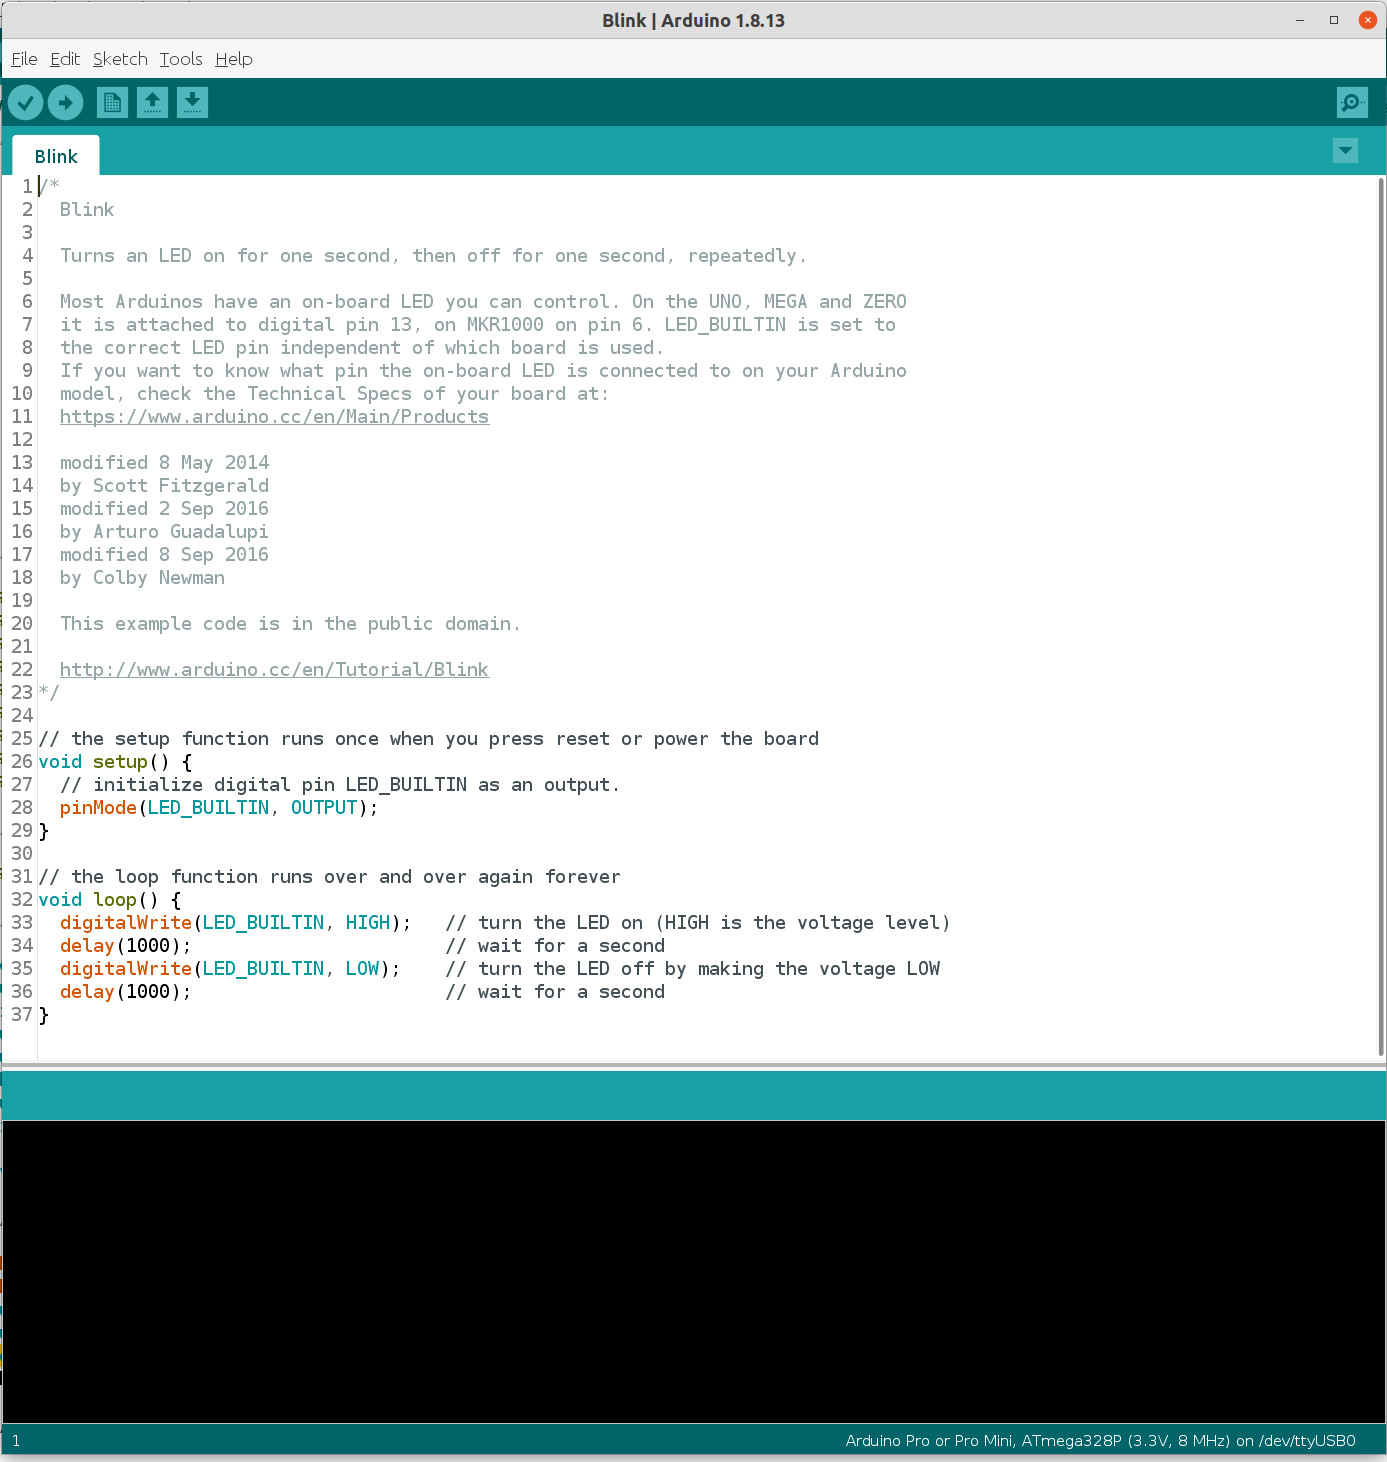 Blink | Arduino 1.8.13
File Edit Sketch Tools Help
Blink
1 /*
2   Blink
3
4   Turns an LED on for one second, then off for one second, repeatedly.
5
6   Most Arduinos have an on-board LED you can control. On the UNO, MEGA and ZERO
7   it is attached to digital pin 13, on MKR1000 on pin 6. LED_BUILTIN is set to
8   the correct LED pin independent of which board is used.
9   If you want to know what pin the on-board LED is connected to on your Arduino
10   model, check the Technical Specs of your board at:
11   https://www.arduino.cc/en/Main/Products
12
13   modified 8 May 2014
14   by Scott Fitzgerald
15   modified 2 Sep 2016
16   by Arturo Guadalupi
17   modified 8 Sep 2016
18   by Colby Newman
19
20   This example code is in the public domain.
21
22   http://www.arduino.cc/en/Tutorial/Blink
23 */
24
25 // the setup function runs once when you press reset or power the board
26 void setup() {
27   // initialize digital pin LED_BUILTIN as an output.
28   pinMode(LED_BUILTIN, OUTPUT);
29 }
30
31 // the loop function runs over and over again forever
32 void loop() {
33   digitalWrite(LED_BUILTIN, HIGH);   // turn the LED on (HIGH is the voltage level)
34   delay(1000);                       // wait for a second
35   digitalWrite(LED_BUILTIN, LOW);    // turn the LED off by making the voltage LOW
36   delay(1000);                       // wait for a second
37 }
1 Arduino Pro or Pro Mini, ATmega328P (3.3V, 8 MHz) on /dev/ttyUSB0